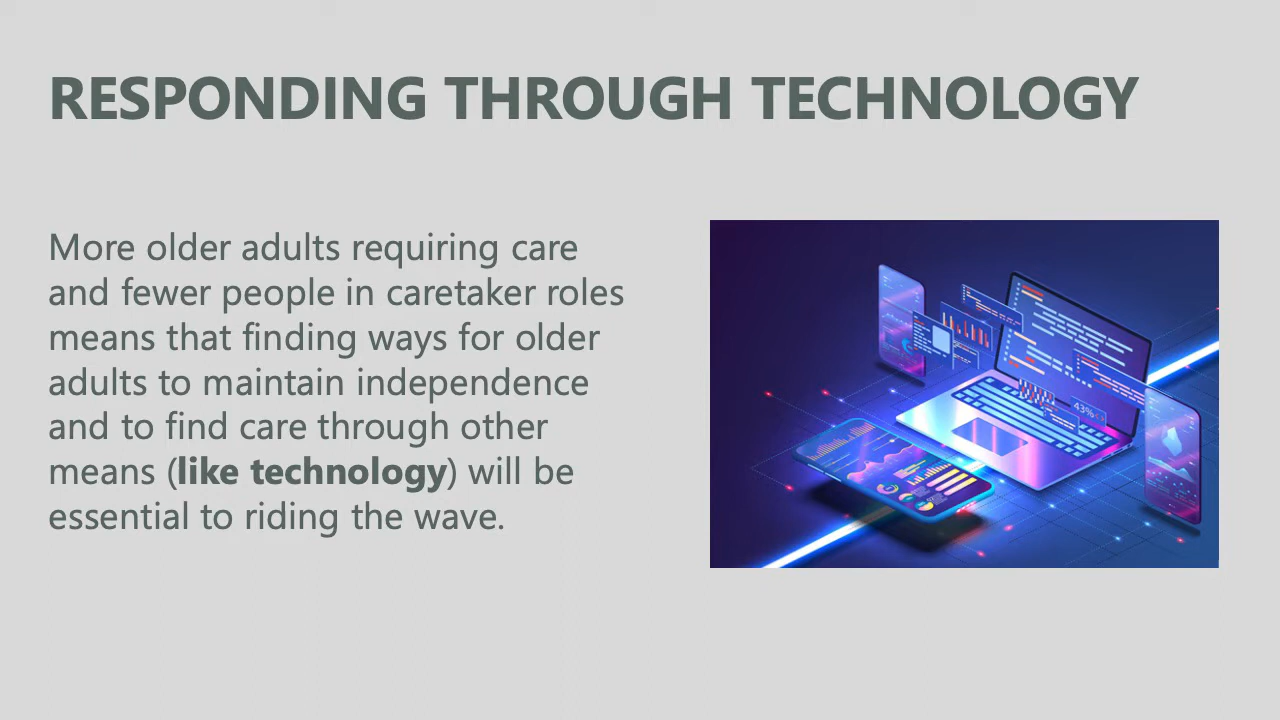 RESPONDING THROUGH TECHNOLOGY
More older adults requiring care
and fewer people in caretaker roles
means that finding ways for older
adults to maintain independence
and to find care through other
means (like technology) will be
essential to riding the wave.
43%